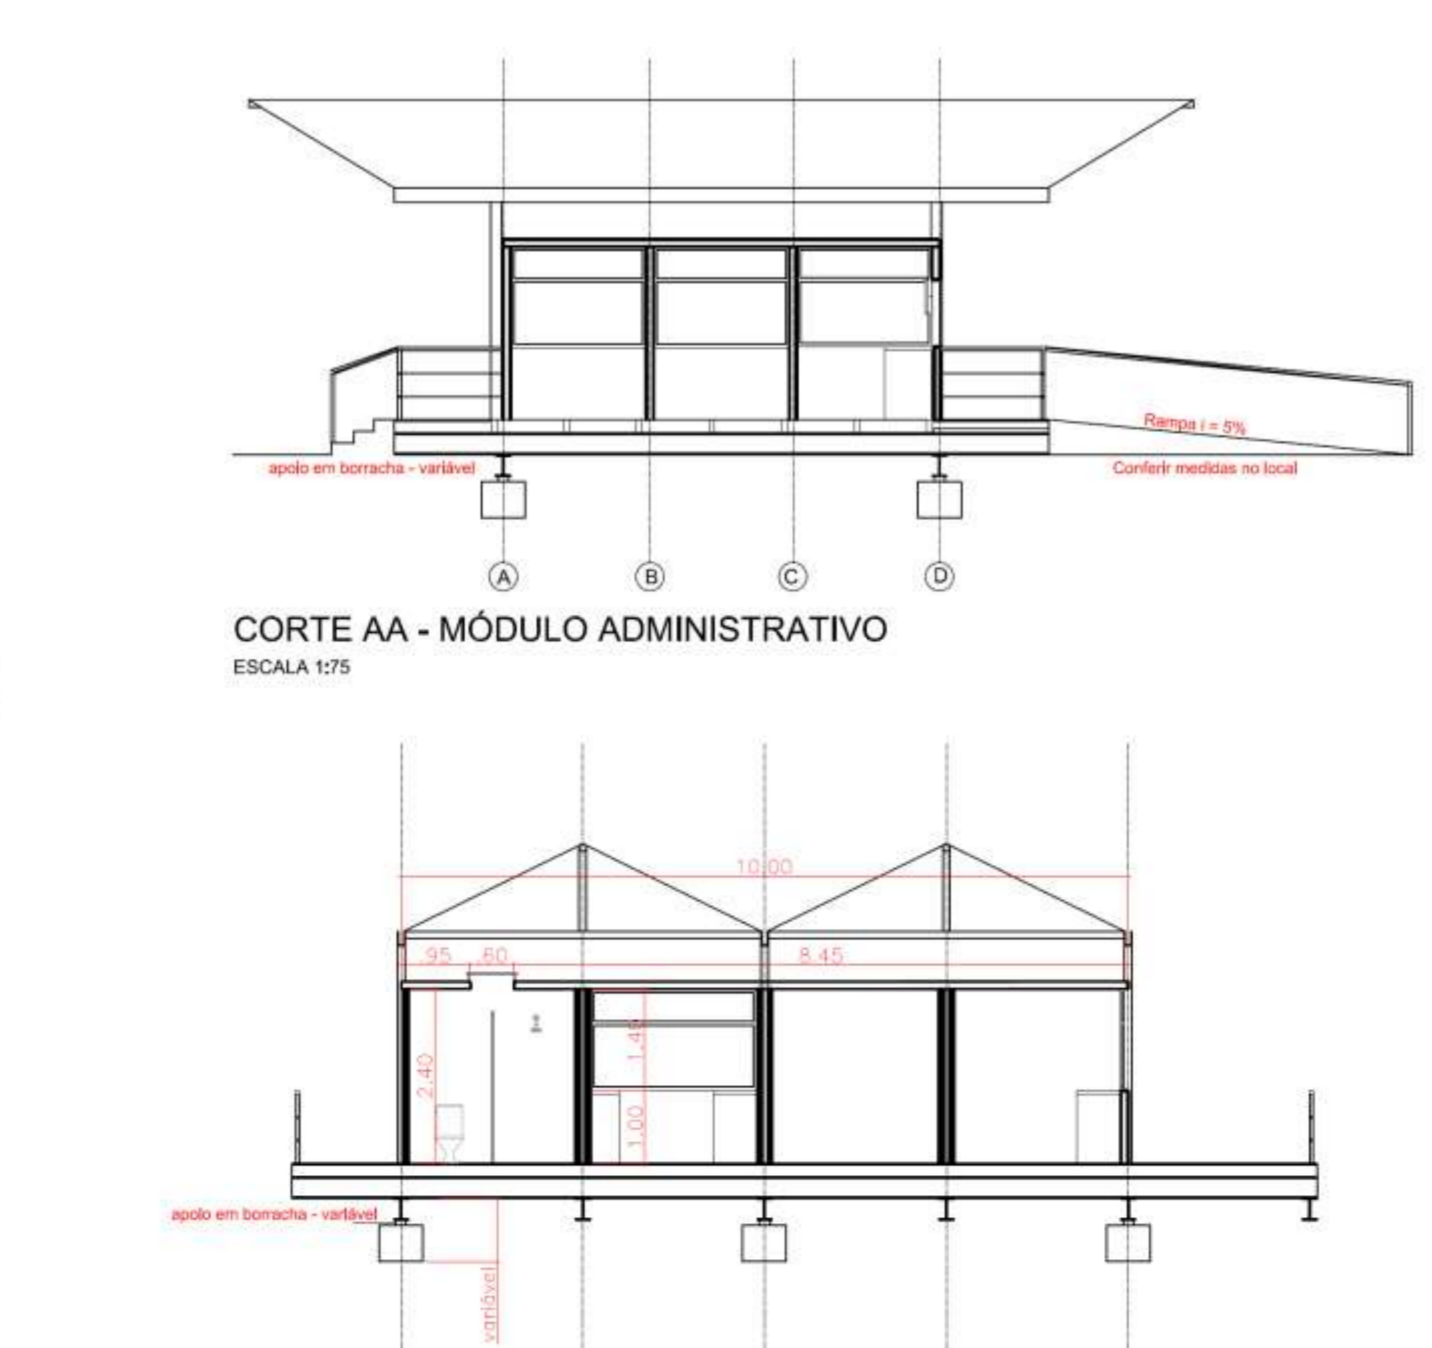 Rampa i = 5%
apoio em borracha - variável
Conferir medidas no local
A
B
C
D
CORTE AA - MÓDULO ADMINISTRATIVO
ESCALA 1:75
10.00
.95
.60
8.45
2.40
1.40
1.00
apoio em borracha - variável
variável